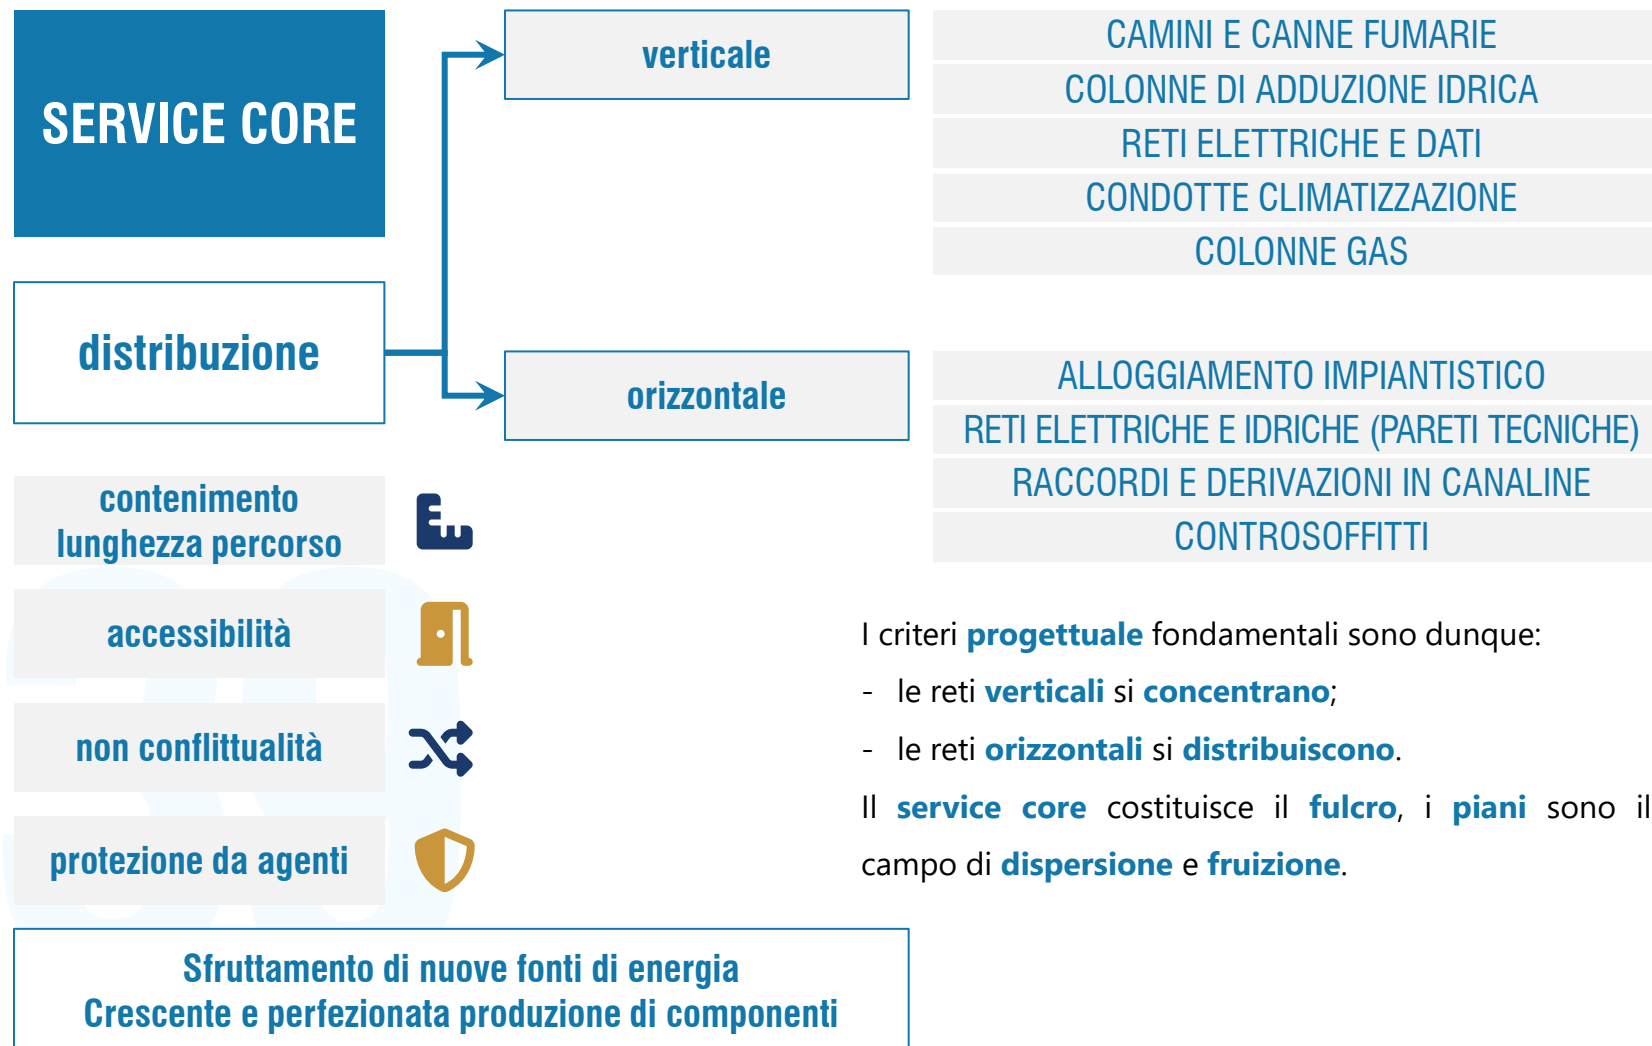 SERVICE CORE
distribuzione
verticale
CAMINI E CANNE FUMARIE
COLONNE DI ADDUZIONE IDRICA
RETI ELETTRICHE E DATI
CONDOTTE CLIMATIZZAZIONE
COLONNE GAS
orizzontale
ALLOGGIAMENTO IMPIANTISTICO
RETI ELETTRICHE E IDRICHE (PARETI TECNICHE)
RACCORDI E DERIVAZIONI IN CANALINE
CONTROSOFFITTI
contenimento
lunghezza percorso
accessibilità
non conflittualità
protezione da agenti
39
I criteri progettuale fondamentali sono dunque:
- le reti verticali si concentrano;
- le reti orizzontali si distribuiscono.
Il service core costituisce il fulcro, i piani sono il
campo di dispersione e fruizione.
Sfruttamento di nuove fonti di energia
Crescente e perfezionata produzione di componenti